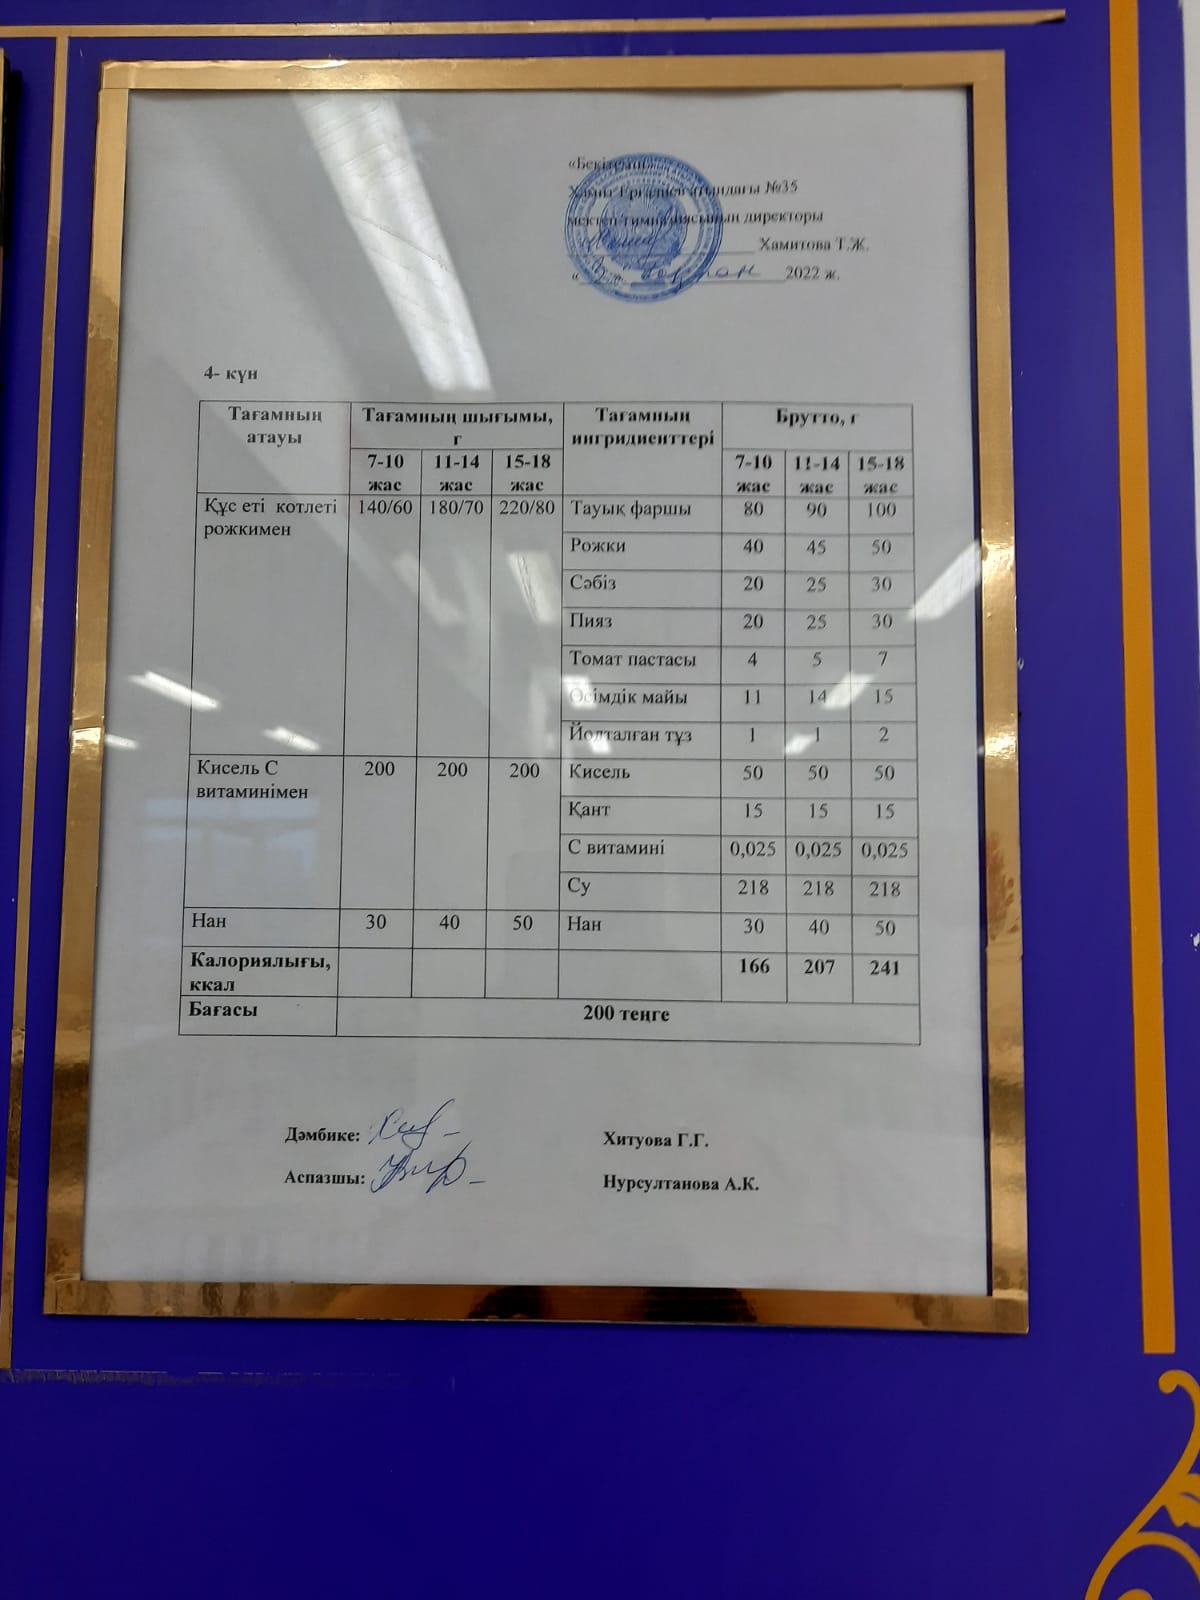 «Бекітемін»
Хамит Ергалиев атындағы №35
мектеп-гимназиясының директоры
Хамитова Т.Ж.
« » 2022 ж.
4- күн
Тағамның атауы Тағамның шығымы, г Тағамның ингридиенттері Брутто, г
7-10 жас 11-14 жас 15-18 жас 7-10 жас 11-14 жас 15-18 жас
Құс еті котлеті рожкимен 140/60 180/70 220/80 Тауық фаршы 80 90 100
Рожки 40 45 50
Сәбіз 20 25 30
Пияз 20 25 30
Томат пастасы 4 5 7
Өсімдік майы 11 14 15
Йодталған тұз 1 1 2
Кисель С витамінімен 200 200 200 Кисель 50 50 50
Қант 15 15 15
С витамині 0,025 0,025 0,025
Су 218 218 218
Нан 30 40 50 Нан 30 40 50
Калориялығы, ккал 166 207 241
Бағасы 200 теңге
Дәмбике: Хитуова Г.Г.
Аспазшы: Нурсултанова А.К.